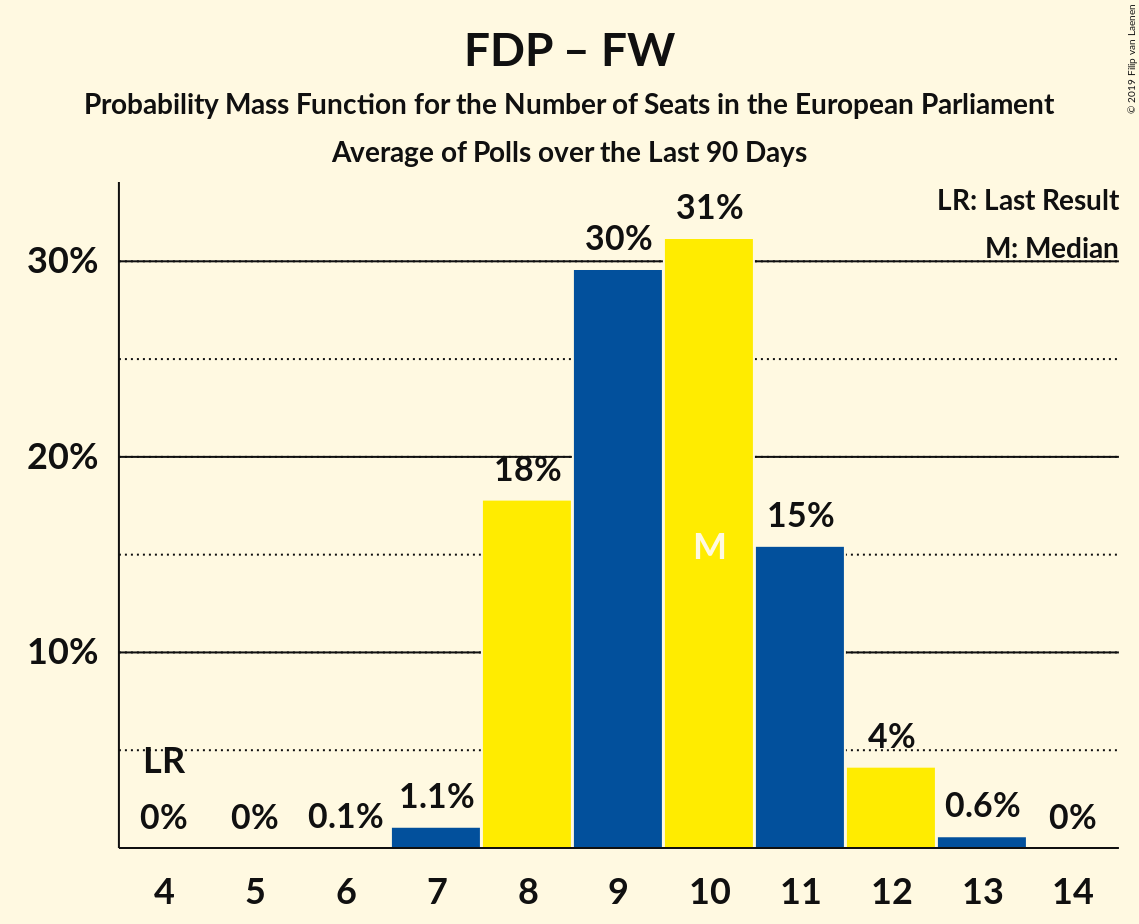 FDP – FW
Probability Mass Function for the Number of Seats in the European Parliament
Average of Polls over the Last 90 Days
© 2019 Filip van Laenen
LR: Last Result
M: Median
30%
20%
10%
LR
0%
0%
0.1%
1.1%
18%
30%
31%
M
15%
4%
0.6%
0%
4 5 6 7 8 9 10 11 12 13 14